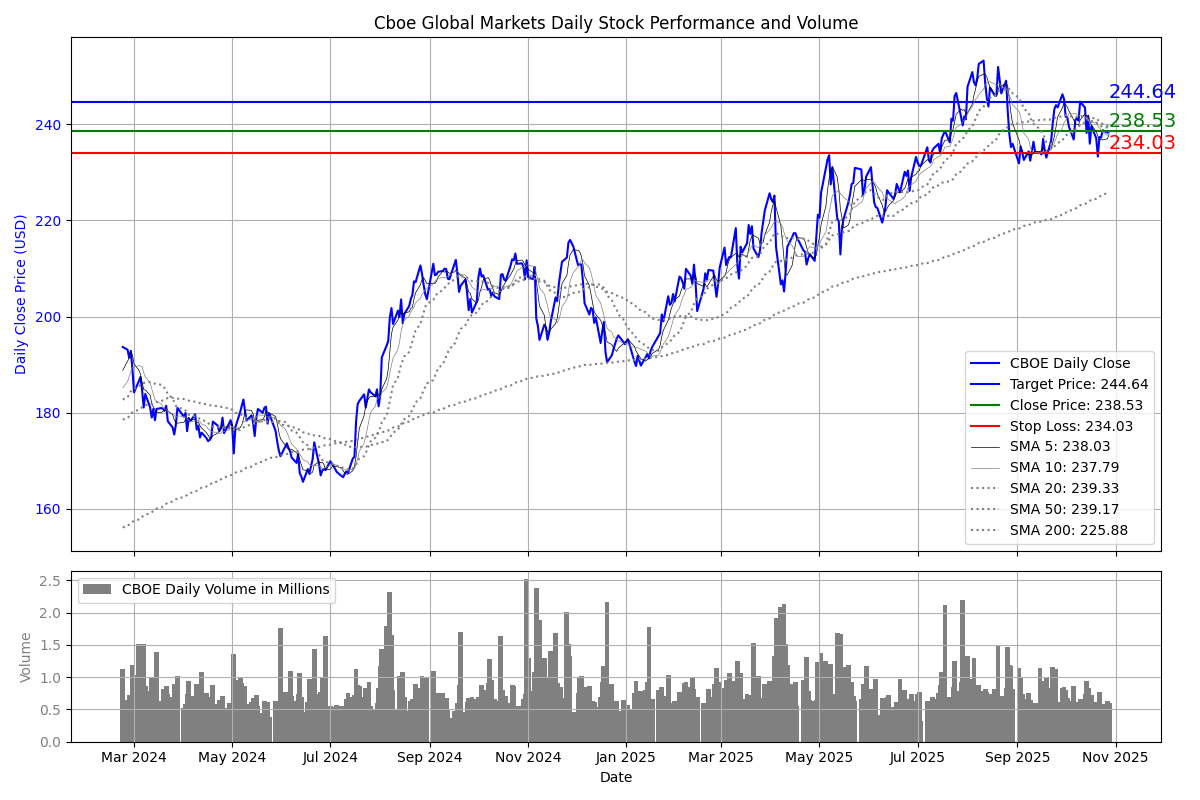 Cboe Global Markets Daily Stock Performance and Volume
Daily Close Price (USD)
240
220
200
180
160
244.64
238.53
234.03
CBOE Daily Close
Target Price: 244.64
Close Price: 238.53
Stop Loss: 234.03
SMA 5: 238.03
SMA 10: 237.79
SMA 20: 239.33
SMA 50: 239.17
SMA 200: 225.88
CBOE Daily Volume in Millions
Volume
2.5
2.0
1.5
1.0
0.5
0.0
Mar 2024
May 2024
Jul 2024
Sep 2024
Nov 2024
Jan 2025
Mar 2025
May 2025
Jul 2025
Sep 2025
Nov 2025
Date